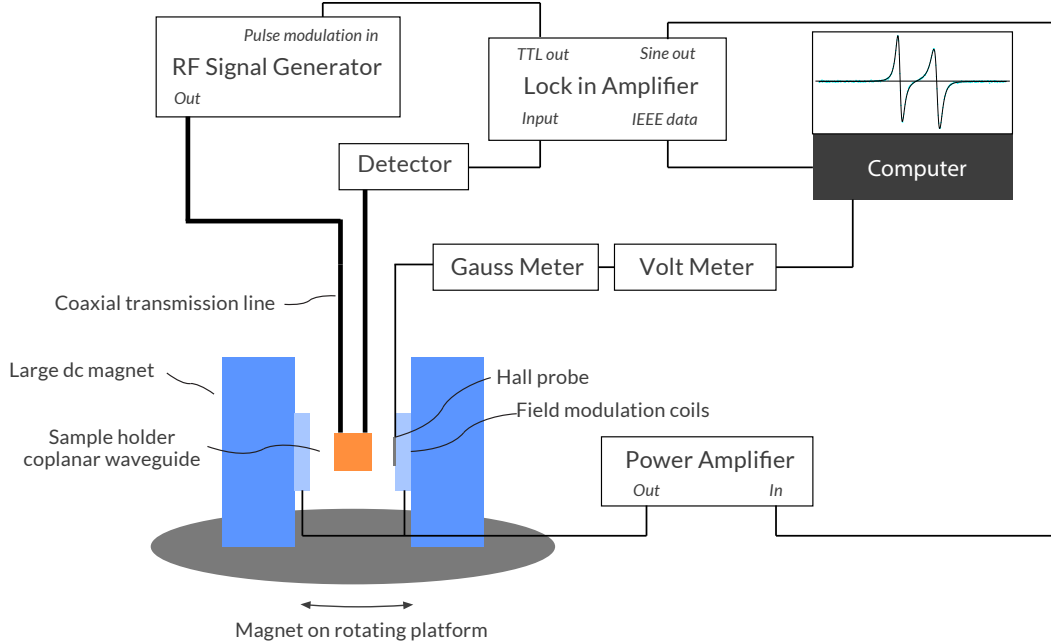 Pulse modulation in
RF Signal Generator
Out
TTL out
Sine out
Lock in Amplifier
Input
IEEE data
Detector
Computer
Gauss Meter
Volt Meter
Coaxial transmission line
Large dc magnet
Hall probe
Field modulation coils
Sample holder
coplanar waveguide
Power Amplifier
Out
In
Magnet on rotating platform